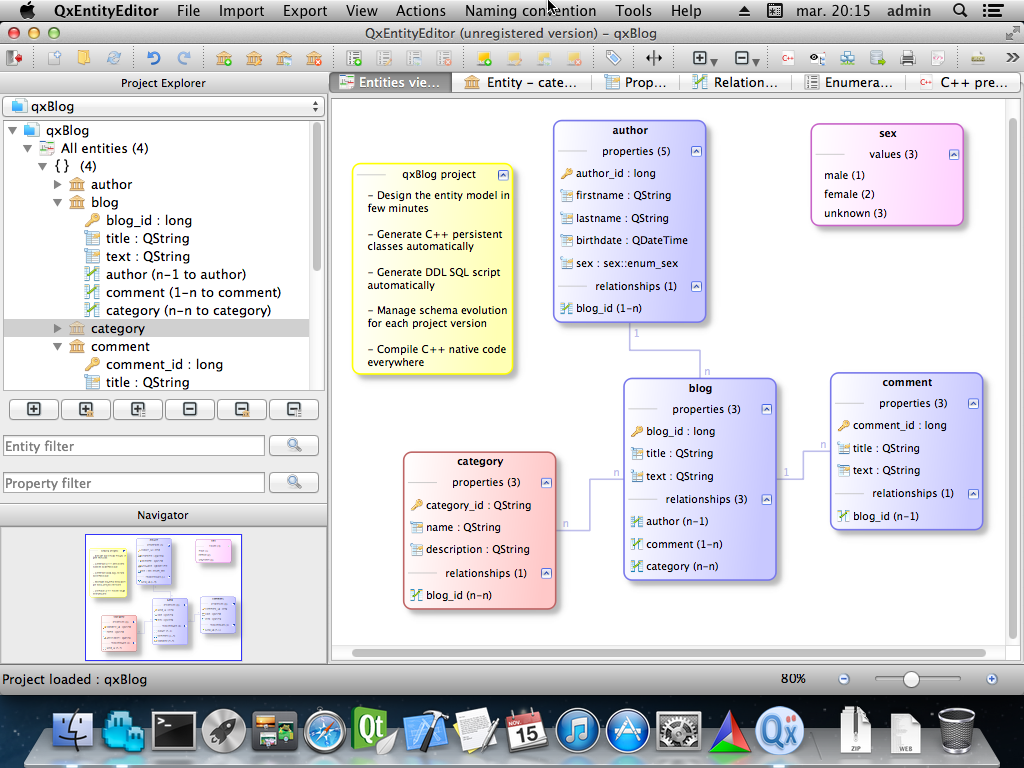 QxEntityEditor File Import Export View Actions Naming convention Tools Help mar. 20:15 admin
QxEntityEditor (unregistered version) – qxBlog
Project Explorer
Entities vie... Entity – cate... Prop... Relation... Enumera... C++ pre...
qxBlog
qxBlog
All entities (4)
{} (4)
author
blog
blog_id : long
title : QString
text : QString
author (n-1 to author)
comment (1-n to comment)
category (n-n to category)
category
comment
comment_id : long
title : QString
Entity filter
Property filter
Navigator
qxBlog project
- Design the entity model in
few minutes
- Generate C++ persistent
classes automatically
- Generate DDL SQL script
automatically
- Manage schema evolution
for each project version
- Compile C++ native code
everywhere
author
properties (5)
author_id : long
firstname : QString
lastname : QString
birthdate : QDateTime
sex : sex::enum_sex
relationships (1)
blog_id (1-n)
sex
values (3)
male (1)
female (2)
unknown (3)
1
n
blog
properties (3)
blog_id : long
title : QString
text : QString
relationships (3)
author (n-1)
comment (1-n)
category (n-n)
n
n
1
n
comment
properties (3)
comment_id : long
title : QString
text : QString
relationships (1)
blog_id (n-1)
category
properties (3)
category_id : QString
name : QString
description : QString
relationships (1)
blog_id (n-n)
Project loaded : qxBlog
80%
Qt
NOV
15
Qx
ZIP
WEB